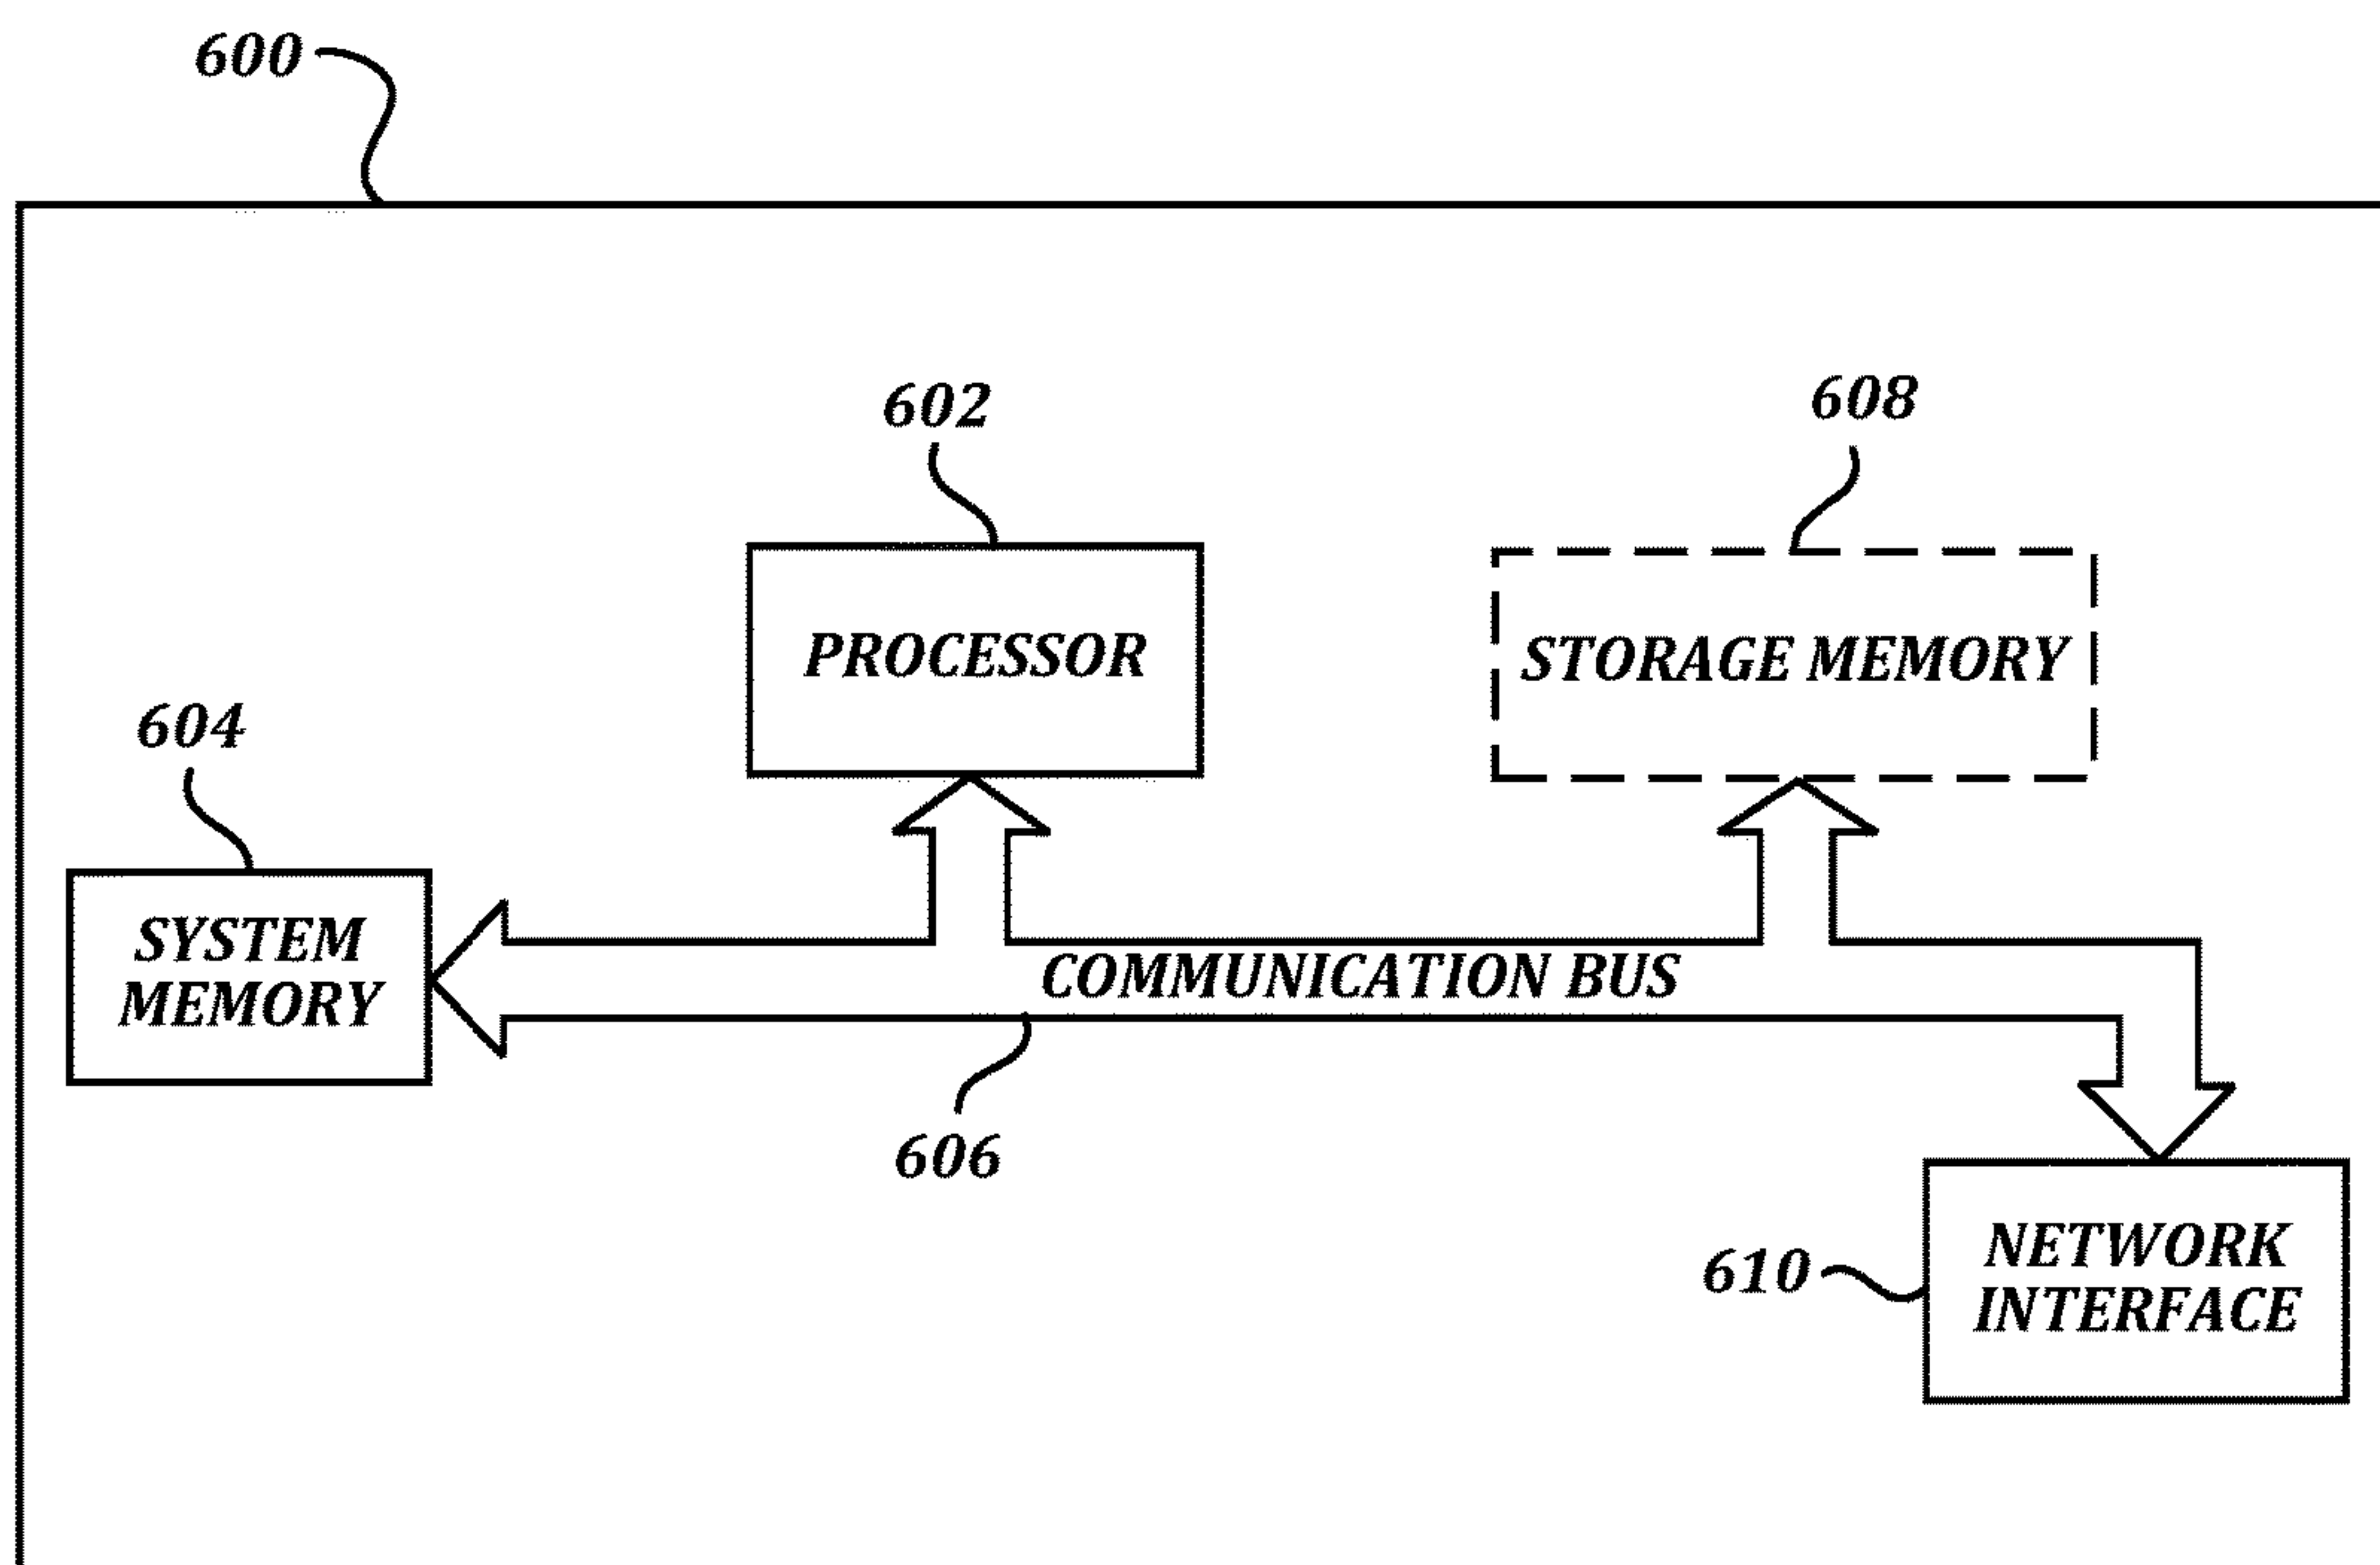 600
602
608
PROCESSOR
STORAGE MEMORY
604
SYSTEM
MEMORY
COMMUNICATION BUS
606
610
NETWORK
INTERFACE